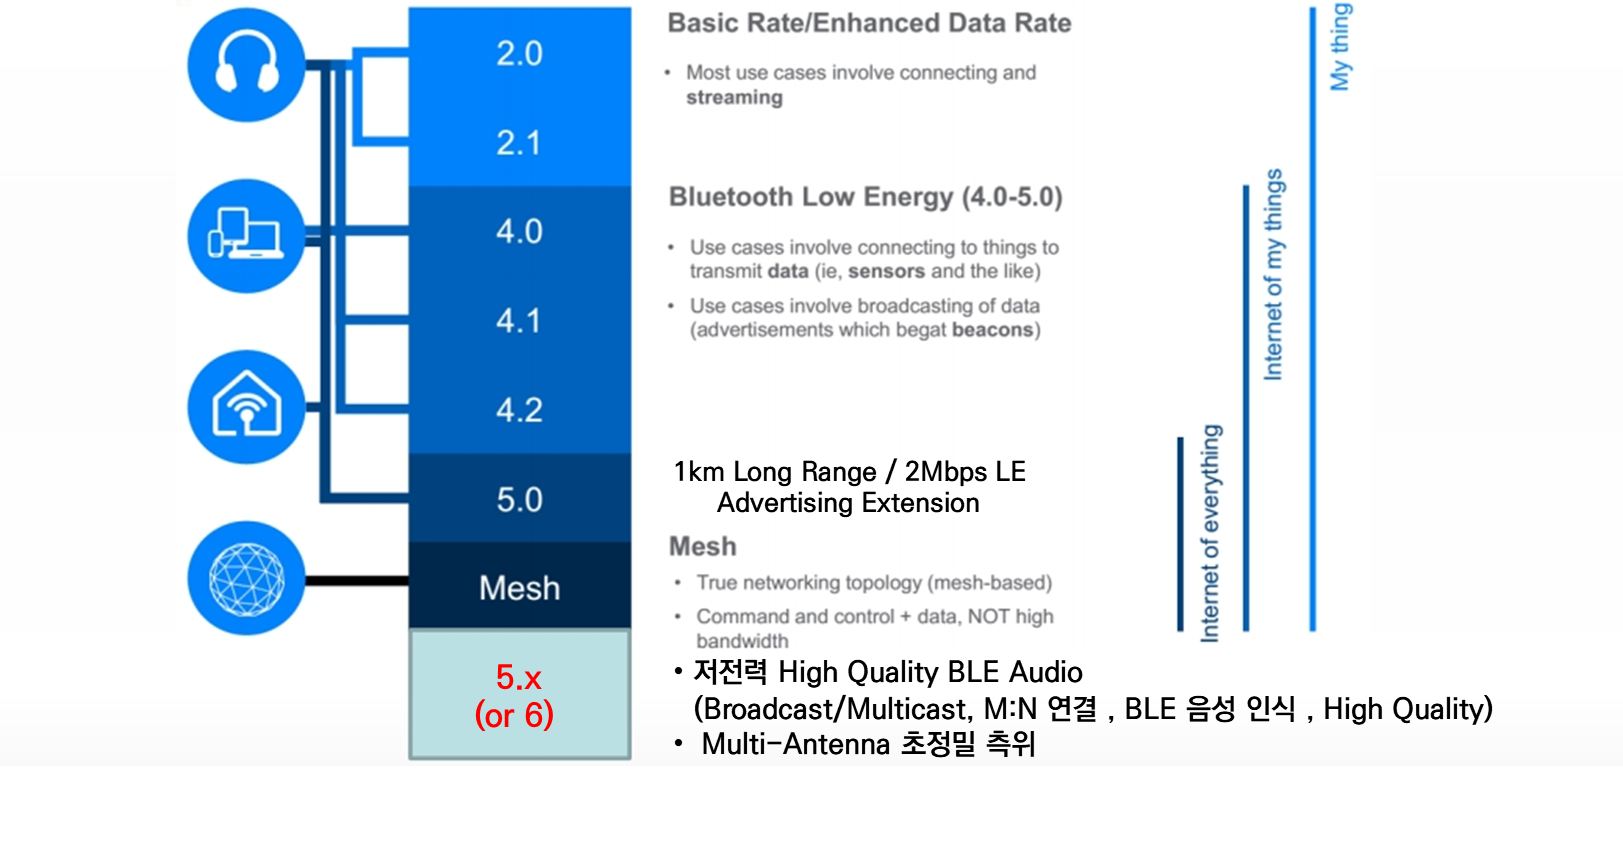 2.0
2.1
4.0
4.1
4.2
5.0
Mesh
5.x
(or 6)
Basic Rate/Enhanced Data Rate
• Most use cases involve connecting and
streaming
Bluetooth Low Energy (4.0-5.0)
• Use cases involve connecting to things to
transmit data (ie, sensors and the like)
• Use cases involve broadcasting of data
(advertisements which begat beacons)
1km Long Range / 2Mbps LE
Advertising Extension
Mesh
• True networking topology (mesh-based)
• Command and control + data, NOT high
bandwidth
• 저전력 High Quality BLE Audio
(Broadcast/Multicast, M:N 연결 , BLE 음성 인식 , High Quality)
• Multi-Antenna 초정밀 측위
Internet of everything
Internet of my things
My thing